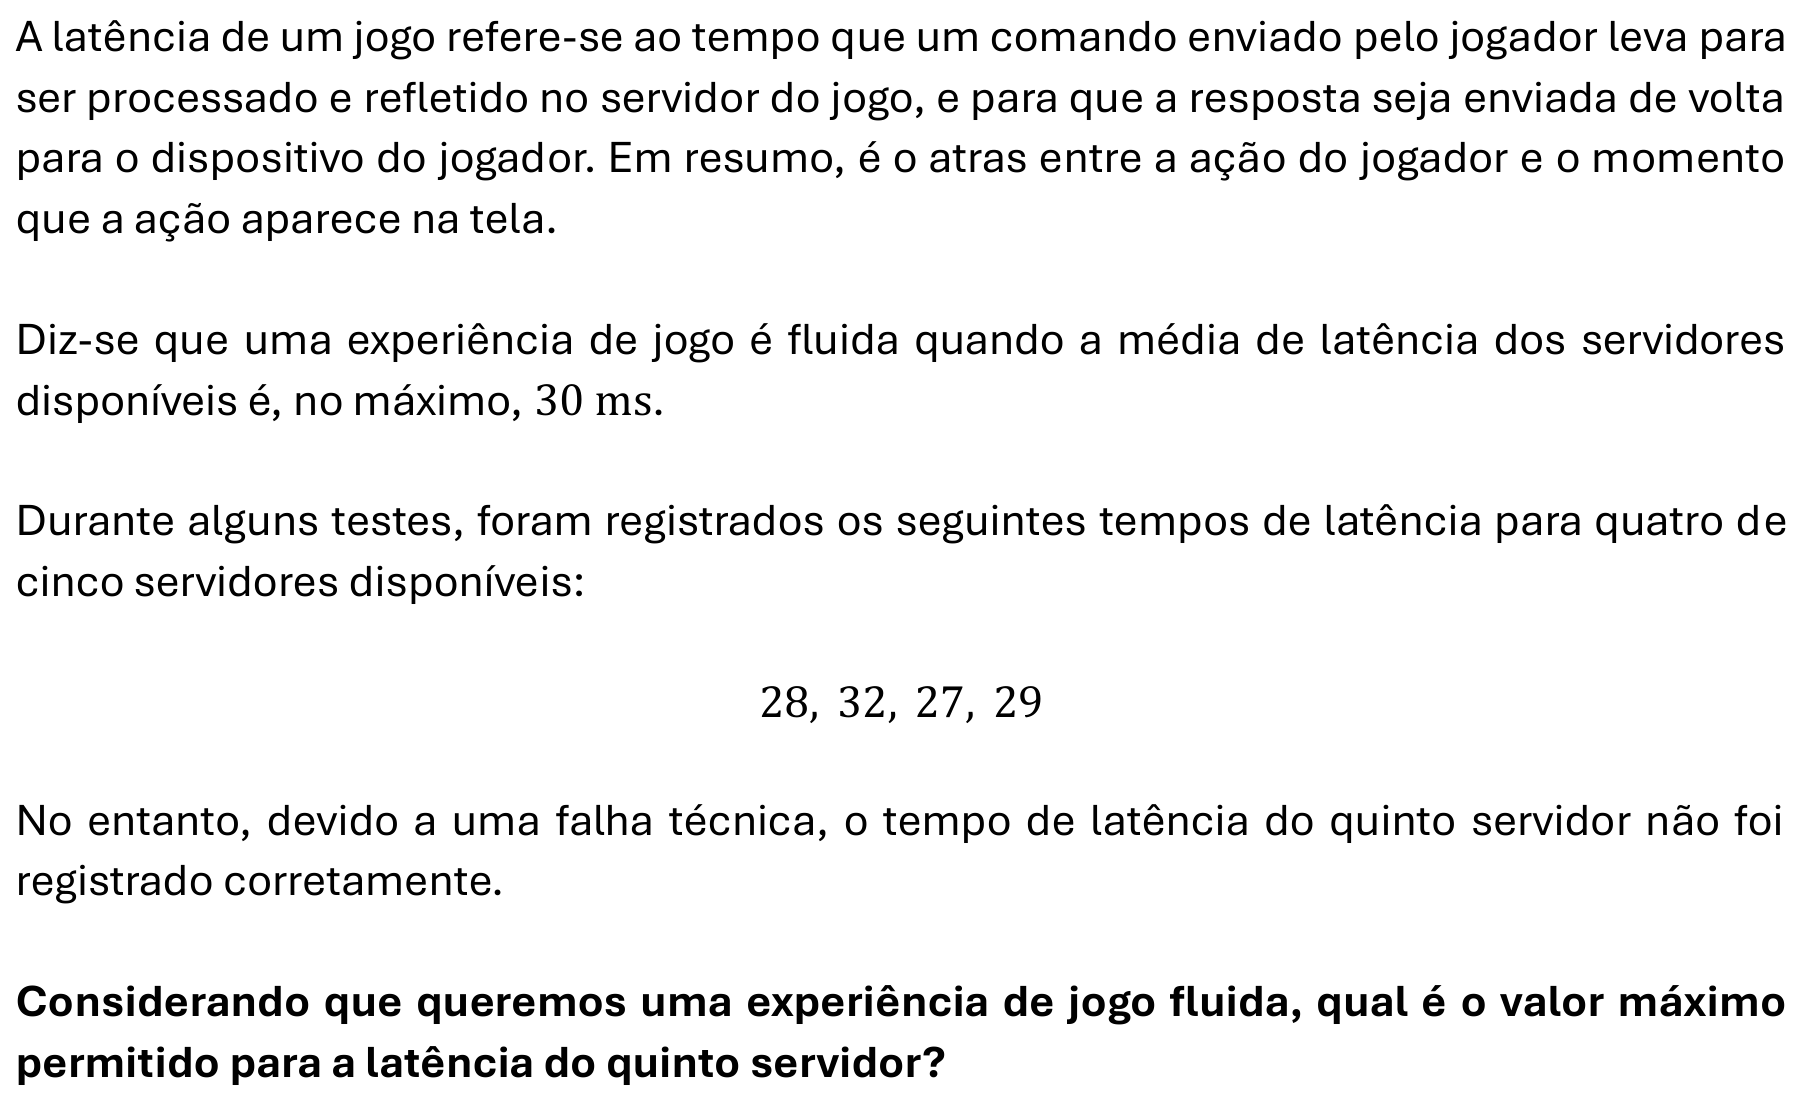 A latência de um jogo refere-se ao tempo que um comando enviado pelo jogador leva para
ser processado e refletido no servidor do jogo, e para que a resposta seja enviada de volta
para o dispositivo do jogador. Em resumo, é o atras entre a ação do jogador e o momento
que a ação aparece na tela.
Diz-se que uma experiência de jogo é fluida quando a média de latência dos servidores
disponíveis é, no máximo, 30 ms.
Durante alguns testes, foram registrados os seguintes tempos de latência para quatro de
cinco servidores disponíveis:
28, 32, 27, 29
No entanto, devido a uma falha técnica, o tempo de latência do quinto servidor não foi
registrado corretamente.
Considerando que queremos uma experiência de jogo fluida, qual é o valor máximo
permitido para a latência do quinto servidor?